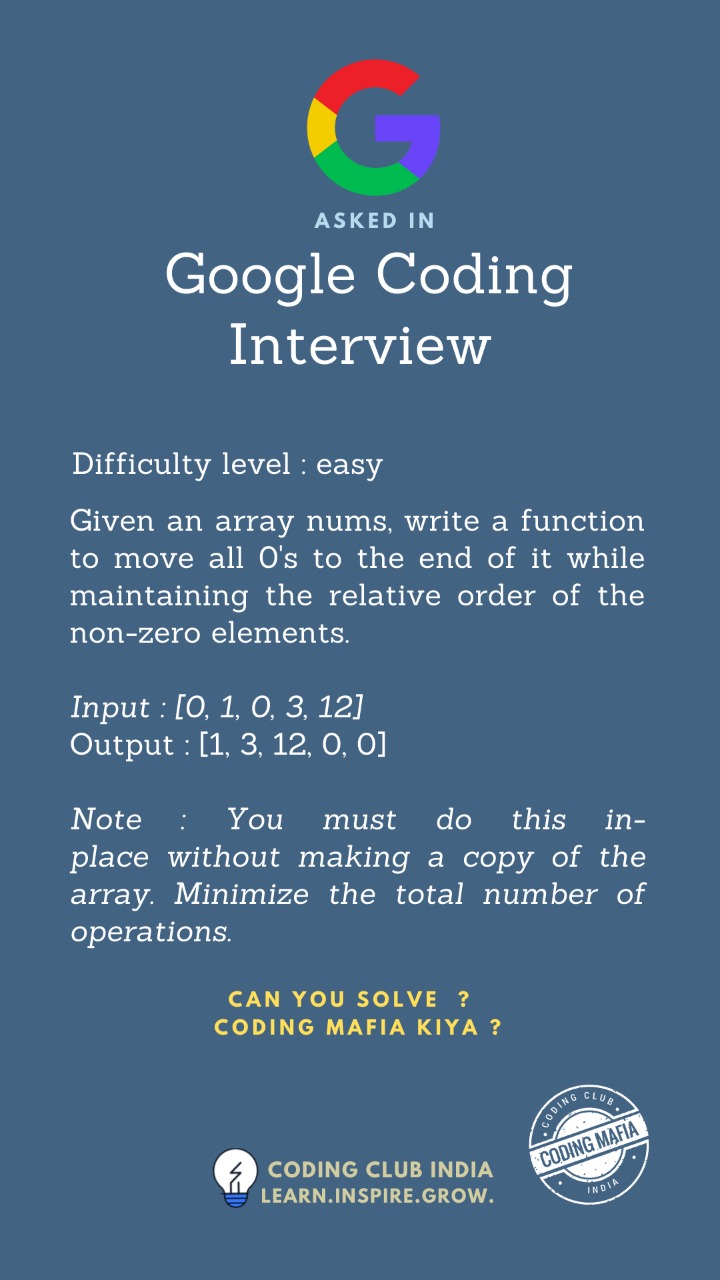 ASKED IN
Google Coding
Interview
Difficulty level : easy
Given an array nums, write a function
to move all 0's to the end of it while
maintaining the relative order of the
non-zero elements.
Input : [0, 1, 0, 3, 12]
Output : [1, 3, 12, 0, 0]
Note : You must do this in-
place without making a copy of the
array. Minimize the total number of
operations.
CAN YOU SOLVE ?
CODING MAFIA KIYA ?
CODING CLUB
CODING MAFIA
INDIA
CODING CLUB INDIA
LEARN.INSPIRE.GROW.